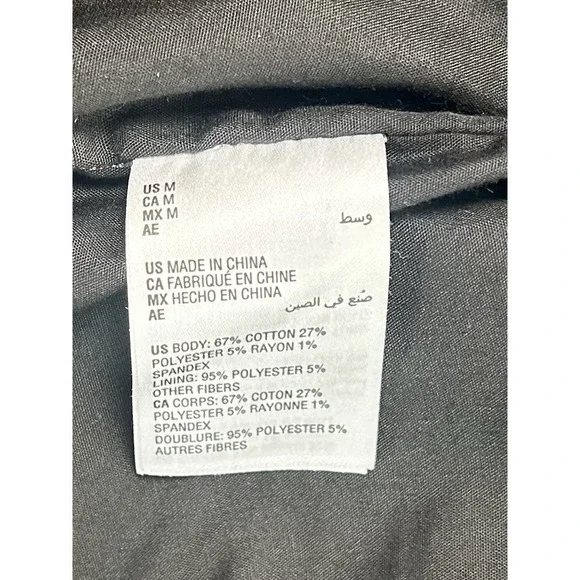 US M
CA M
MX M
AE وسط
US MADE IN CHINA
CA FABRIQUÉ EN CHINE
MX HECHO EN CHINA
AE صُنع في الصين
US BODY: 67% COTTON 27%
POLYESTER 5% RAYON 1%
SPANDEX
LINING: 95% POLYESTER 5%
OTHER FIBERS
CA CORPS: 67% COTON 27%
POLYESTER 5% RAYONNE 1%
SPANDEX
DOUBLURE: 95% POLYESTER 5%
AUTRES FIBRES